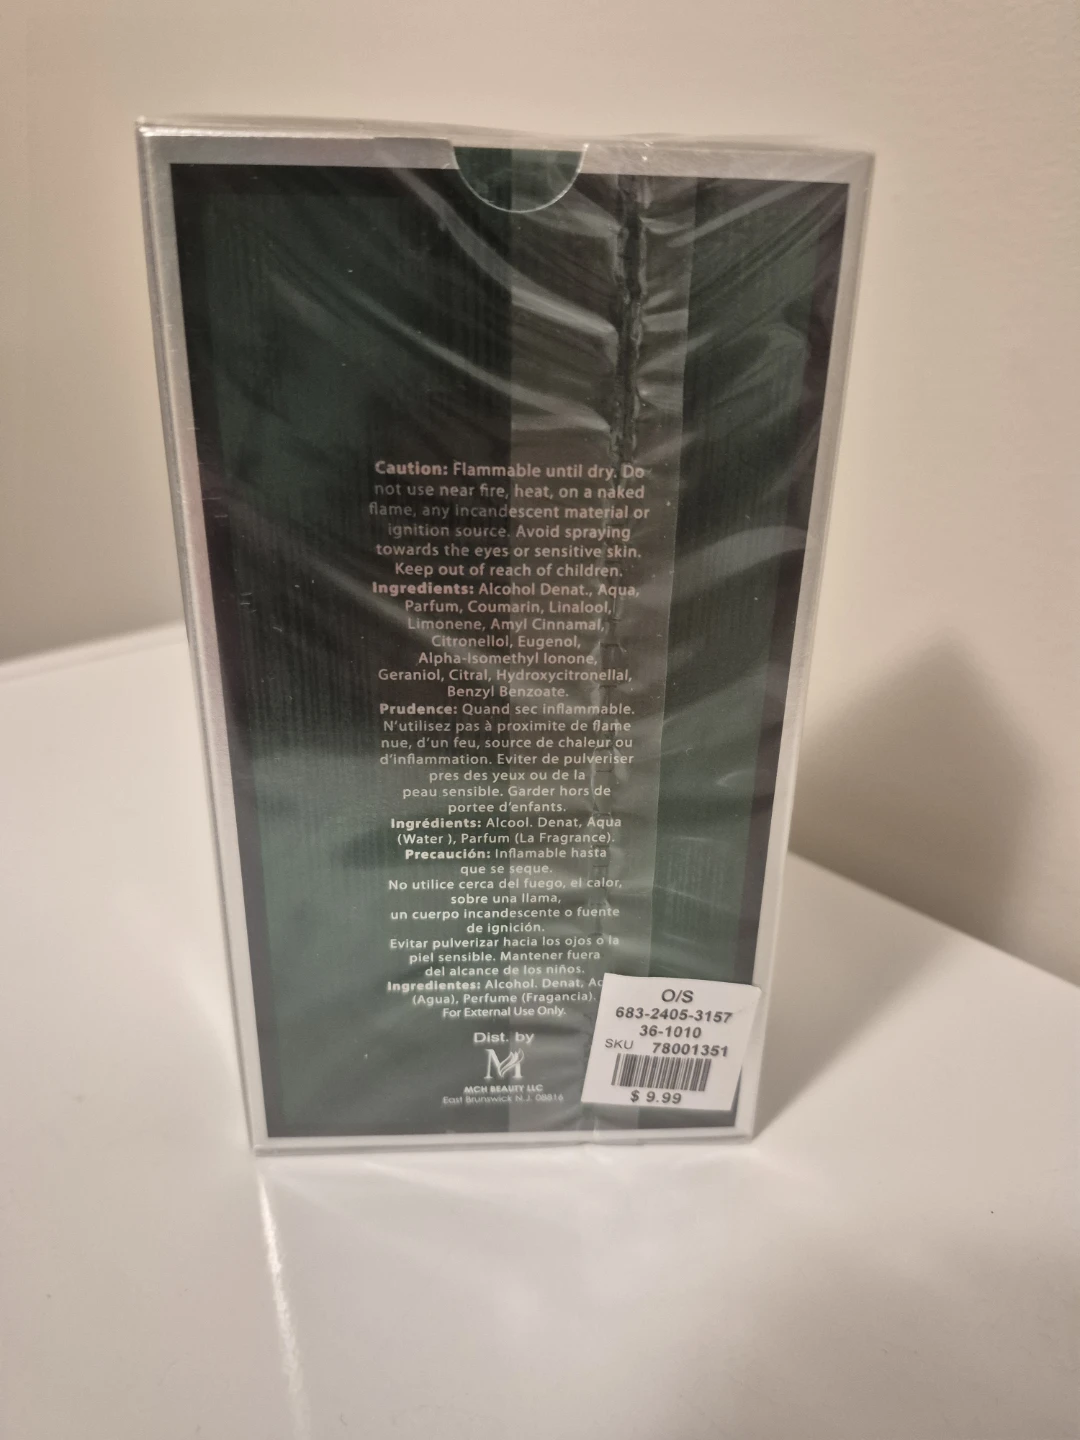 Caution: Flammable until dry. Do
not use near fire, heat, on a naked
flame, any incandescent material or
ignition source. Avoid spraying
towards the eyes or sensitive skin.
Keep out of reach of children.
Ingredients: Alcohol Denat., Aqua,
Parfum, Coumarin, Linalool,
Limonene, Amyl Cinnamal,
Citronellol, Eugenol,
Alpha-Isomethyl Ionone,
Geraniol, Citral, Hydroxycitronellal,
Benzyl Benzoate.
Prudence: Quand sec inflammable.
N'utilisez pas à proximite de flame
nue, d'un feu, source de chaleur ou
d'inflammation. Eviter de pulveriser
pres des yeux ou de la
peau sensible. Garder hors de
portee d'enfants.
Ingrédients: Alcool. Denat, Aqua
(Water ), Parfum (La Fragrance).
Precaución: Inflamable hasta
que se seque.
No utilice cerca del fuego, el calor,
sobre una llama,
un cuerpo incandescente o fuente
de ignición.
Evitar pulverizar hacia los ojos o la
piel sensible. Mantener fuera
del alcance de los niños.
Ingredientes: Alcohol. Denat,
(Agua), Perfume (Fragancia).
For External Use Only.
Dist. by
M
MCH BEAUTY LLC
East Brunswick N.J. 08816
O/S
683-2405-3157
36-1010
SKU 78001351
$ 9.99